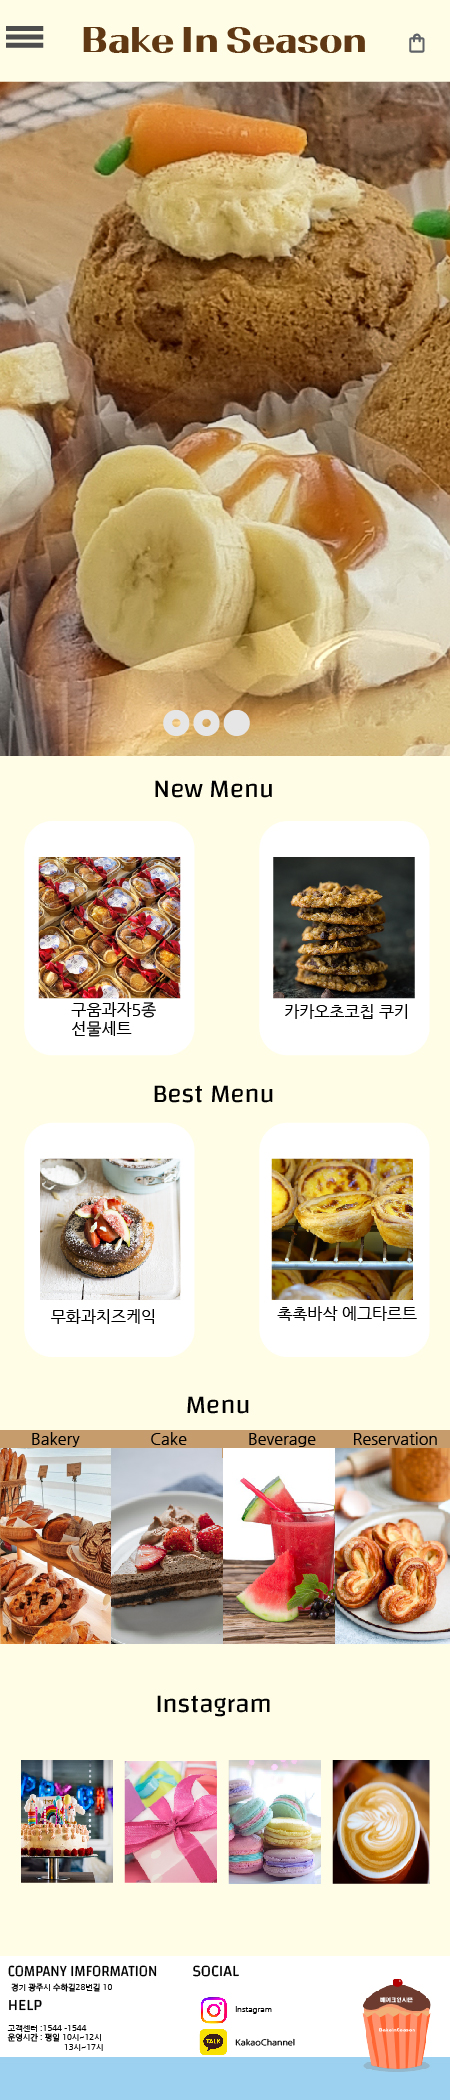 Bake In Season
New Menu
구움과자5종
선물세트
카카오초코칩 쿠키
Best Menu
무화과치즈케익
촉촉바삭 에그타르트
Menu
Bakery
Cake
Beverage
Reservation
Instagram
COMPANY IMFORMATION
경기 광주시 수하길28번길 10
HELP
고객센터 :1544 -1544
운영시간 : 평일 10시~12시
13시~17시
SOCIAL
Instagram
TALK
KakaoChannel
베이크인시즌
BakeInSeason